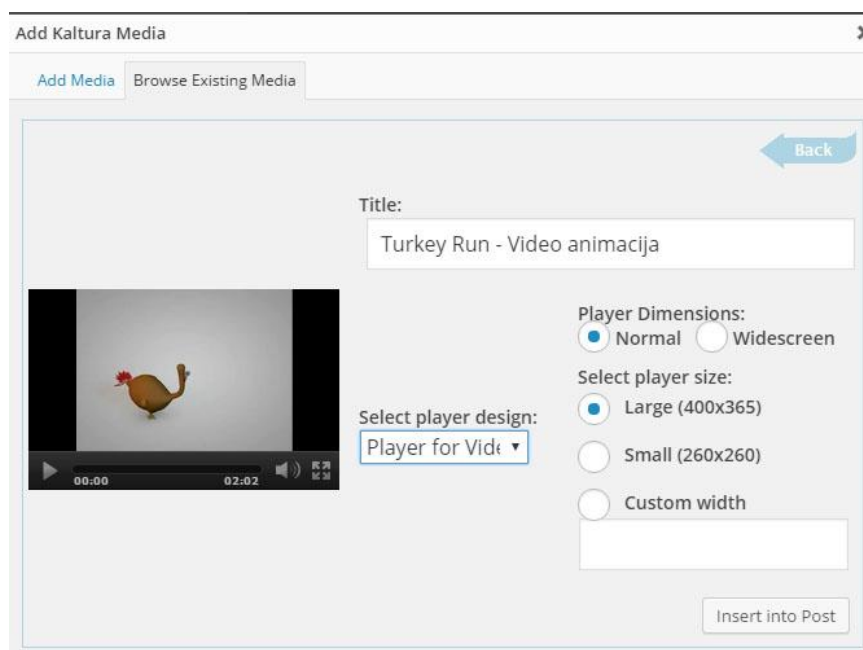 Add Kaltura Media
Add Media
Browse Existing Media
Back
Title:
Turkey Run - Video animacija
Player Dimensions:
Normal
Widescreen
Select player size:
Large (400x365)
Select player design:
Player for Vid
Small (260x260)
00:00
02:02
Custom width
Insert into Post